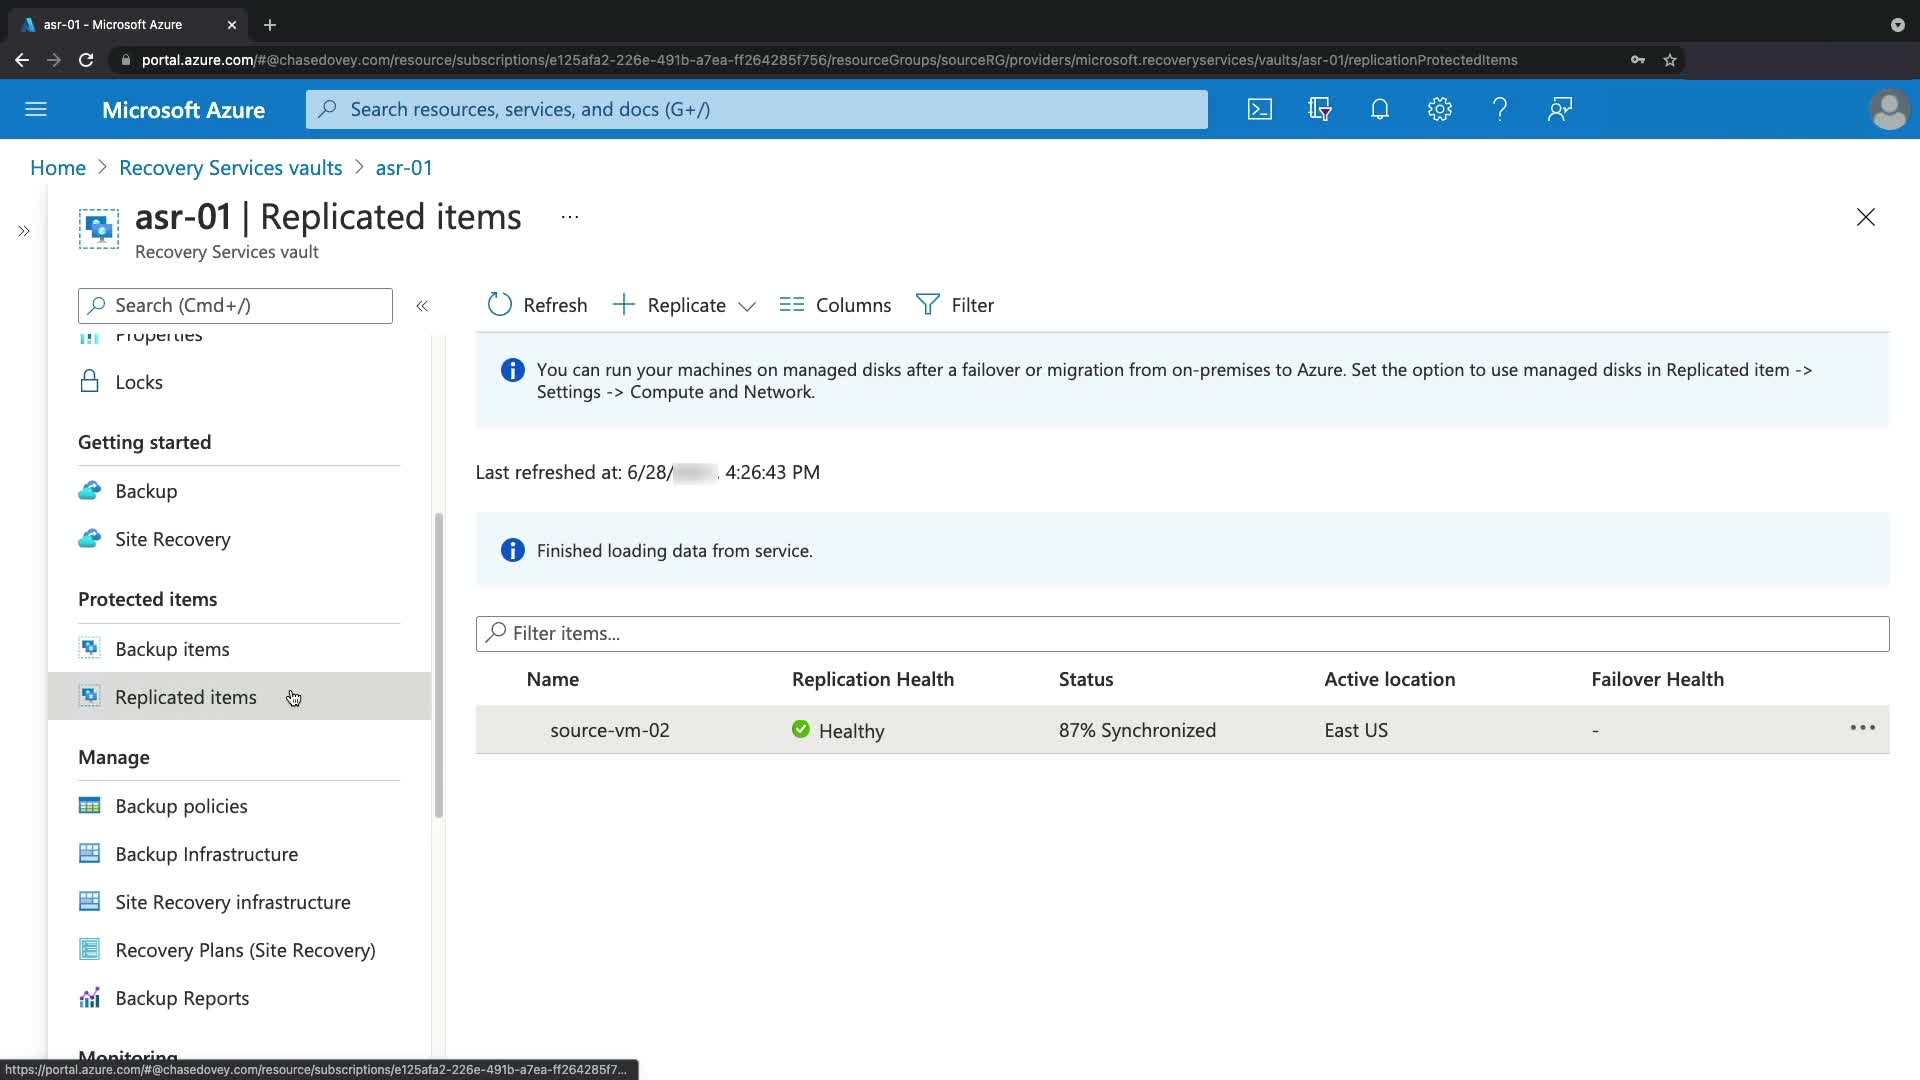 asr-01 - Microsoft Azure
portal.azure.com/#@chasedovey.com/resource/subscriptions/e125afa2-226e-491b-a7ea-ff264285f756/resourceGroups/sourceRG/providers/microsoft.recoveryservices/vaults/asr-01/replicationProtectedItems
Microsoft Azure
Search resources, services, and docs (G+/)
Home > Recovery Services vaults > asr-01
asr-01 | Replicated items ...
Recovery Services vault
Search (Cmd+/)
Properties
Locks
Getting started
Backup
Site Recovery
Protected items
Backup items
Replicated items
Manage
Backup policies
Backup Infrastructure
Site Recovery infrastructure
Recovery Plans (Site Recovery)
Backup Reports
Monitoring
Refresh Replicate Columns Filter
You can run your machines on managed disks after a failover or migration from on-premises to Azure. Set the option to use managed disks in Replicated item ->
Settings -> Compute and Network.
Last refreshed at: 6/28/ , 4:26:43 PM
Finished loading data from service.
Filter items...
Name Replication Health Status Active location Failover Health
source-vm-02 Healthy 87% Synchronized East US -
https://portal.azure.com/#@chasedovey.com/resource/subscriptions/e125afa2-226e-491b-a7ea-ff264285f7...